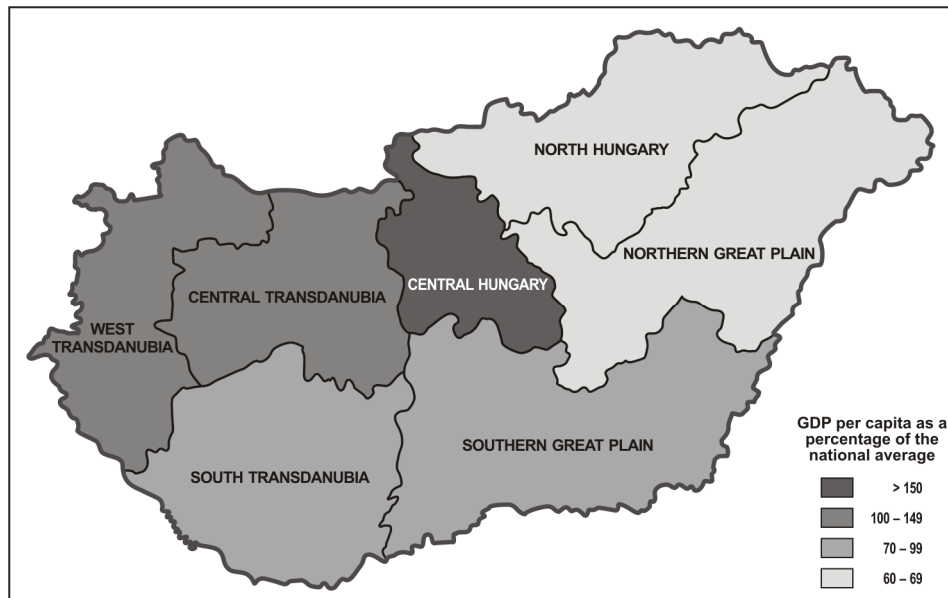 NORTH HUNGARY
NORTHERN GREAT PLAIN
CENTRAL HUNGARY
CENTRAL TRANSDANUBIA
WEST
TRANSDANUBIA
SOUTHERN GREAT PLAIN
SOUTH TRANSDANUBIA
GDP per capita as a
percentage of the
national average
> 150
100 – 149
70 – 99
60 – 69